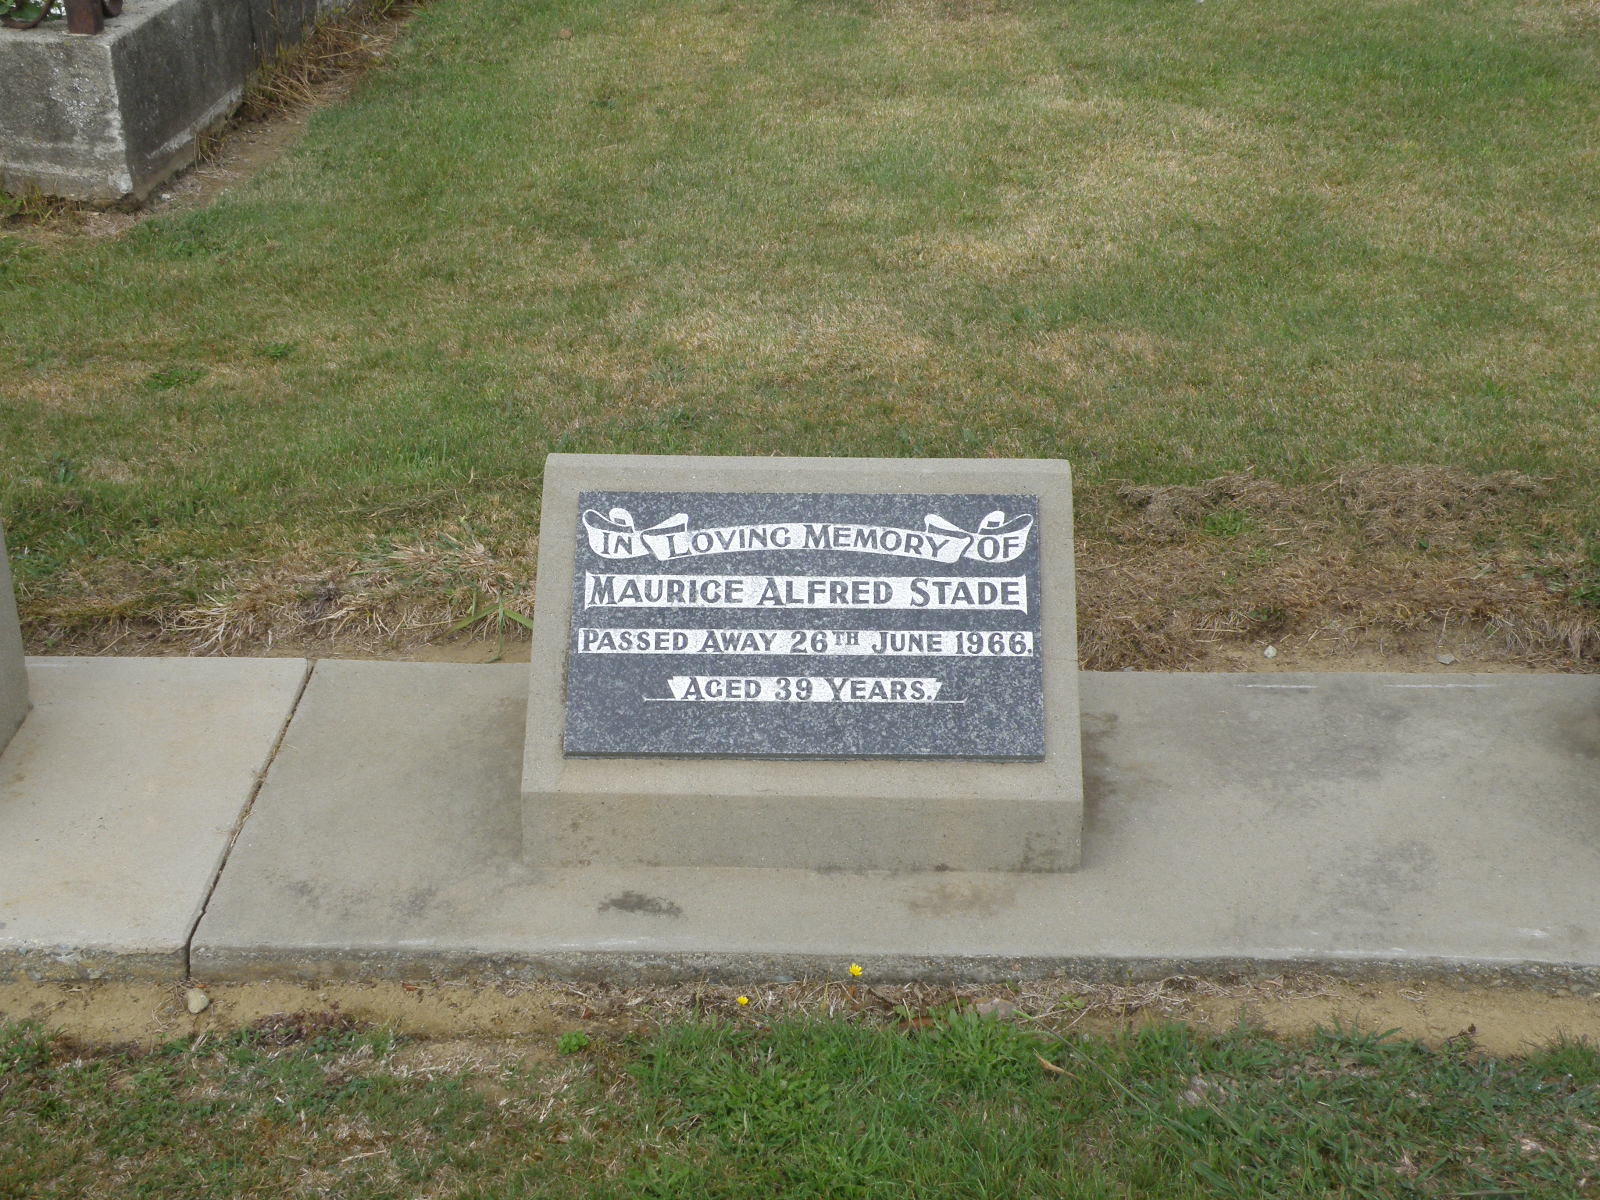 In Loving Memory of
Maurice Alfred Stade
Passed Away 26th June 1966.
Aged 39 Years.